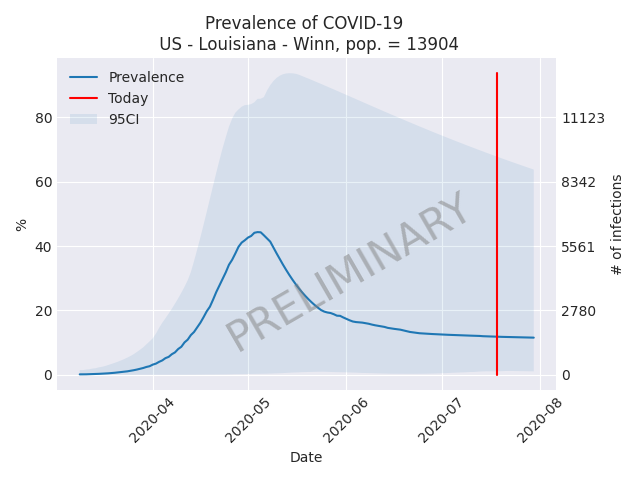 Prevalence of COVID-19
US - Louisiana - Winn, pop. = 13904
Prevalence
Today
95CI
PRELIMINARY
%
80
60
40
20
0
11123
8342
5561
2780
0
# of infections
2020-04
2020-05
2020-06
2020-07
2020-08
Date